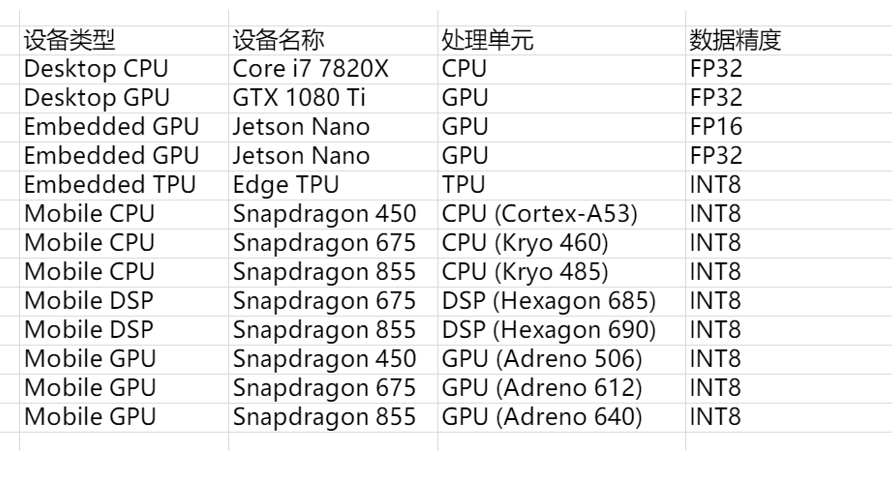 设备类型 设备名称 处理单元 数据精度
Desktop CPU Core i7 7820X CPU FP32
Desktop GPU GTX 1080 Ti GPU FP32
Embedded GPU Jetson Nano GPU FP16
Embedded GPU Jetson Nano GPU FP32
Embedded TPU Edge TPU TPU INT8
Mobile CPU Snapdragon 450 CPU (Cortex-A53) INT8
Mobile CPU Snapdragon 675 CPU (Kryo 460) INT8
Mobile CPU Snapdragon 855 CPU (Kryo 485) INT8
Mobile DSP Snapdragon 675 DSP (Hexagon 685) INT8
Mobile DSP Snapdragon 855 DSP (Hexagon 690) INT8
Mobile GPU Snapdragon 450 GPU (Adreno 506) INT8
Mobile GPU Snapdragon 675 GPU (Adreno 612) INT8
Mobile GPU Snapdragon 855 GPU (Adreno 640) INT8